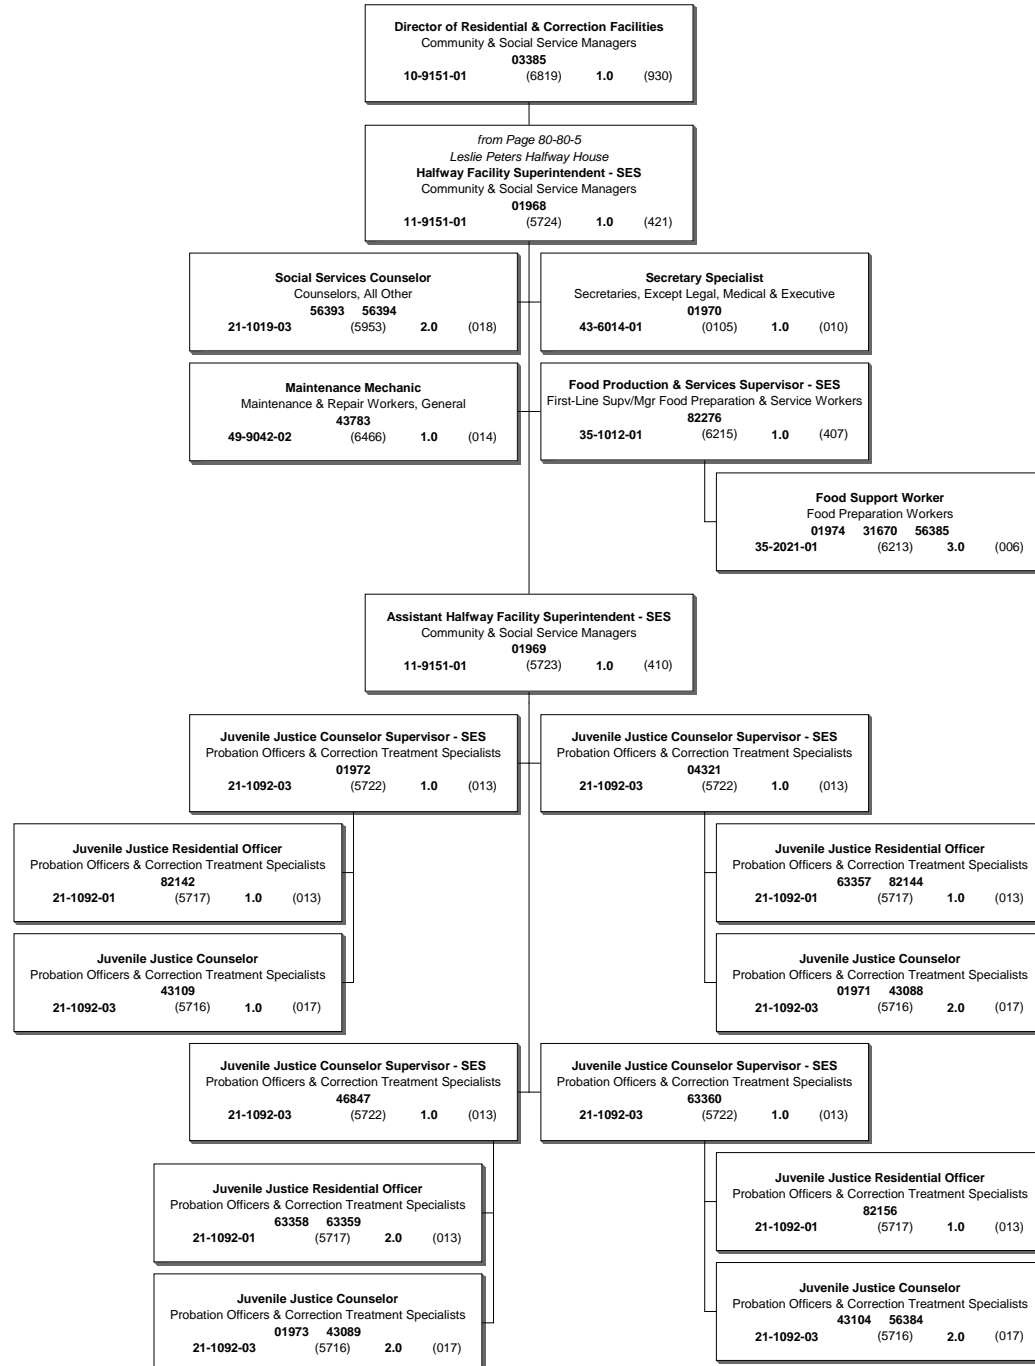 Director of Residential & Correction Facilities
Community & Social Service Managers
03385
10-9151-01 (6819) 1.0 (930)
from Page 80-80-5
Leslie Peters Halfway House
Halfway Facility Superintendent - SES
Community & Social Service Managers
01968
11-9151-01 (5724) 1.0 (421)
Social Services Counselor
Counselors, All Other
56393 56394
21-1019-03 (5953) 2.0 (018)
Secretary Specialist
Secretaries, Except Legal, Medical & Executive
01970
43-6014-01 (0105) 1.0 (010)
Maintenance Mechanic
Maintenance & Repair Workers, General
43783
49-9042-02 (6466) 1.0 (014)
Food Production & Services Supervisor - SES
First-Line Supv/Mgr Food Preparation & Service Workers
82276
35-1012-01 (6215) 1.0 (407)
Food Support Worker
Food Preparation Workers
01974 31670 56385
35-2021-01 (6213) 3.0 (006)
Assistant Halfway Facility Superintendent - SES
Community & Social Service Managers
01969
11-9151-01 (5723) 1.0 (410)
Juvenile Justice Counselor Supervisor - SES
Probation Officers & Correction Treatment Specialists
01972
21-1092-03 (5722) 1.0 (013)
Juvenile Justice Counselor Supervisor - SES
Probation Officers & Correction Treatment Specialists
04321
21-1092-03 (5722) 1.0 (013)
Juvenile Justice Residential Officer
Probation Officers & Correction Treatment Specialists
82142
21-1092-01 (5717) 1.0 (013)
Juvenile Justice Residential Officer
Probation Officers & Correction Treatment Specialists
63357 82144
21-1092-01 (5717) 1.0 (013)
Juvenile Justice Counselor
Probation Officers & Correction Treatment Specialists
43109
21-1092-03 (5716) 1.0 (017)
Juvenile Justice Counselor
Probation Officers & Correction Treatment Specialists
01971 43088
21-1092-03 (5716) 2.0 (017)
Juvenile Justice Counselor Supervisor - SES
Probation Officers & Correction Treatment Specialists
46847
21-1092-03 (5722) 1.0 (013)
Juvenile Justice Counselor Supervisor - SES
Probation Officers & Correction Treatment Specialists
63360
21-1092-03 (5722) 1.0 (013)
Juvenile Justice Residential Officer
Probation Officers & Correction Treatment Specialists
63358 63359
21-1092-01 (5717) 2.0 (013)
Juvenile Justice Residential Officer
Probation Officers & Correction Treatment Specialists
82156
21-1092-01 (5717) 1.0 (013)
Juvenile Justice Counselor
Probation Officers & Correction Treatment Specialists
01973 43089
21-1092-03 (5716) 2.0 (017)
Juvenile Justice Counselor
Probation Officers & Correction Treatment Specialists
43104 56384
21-1092-03 (5716) 2.0 (017)